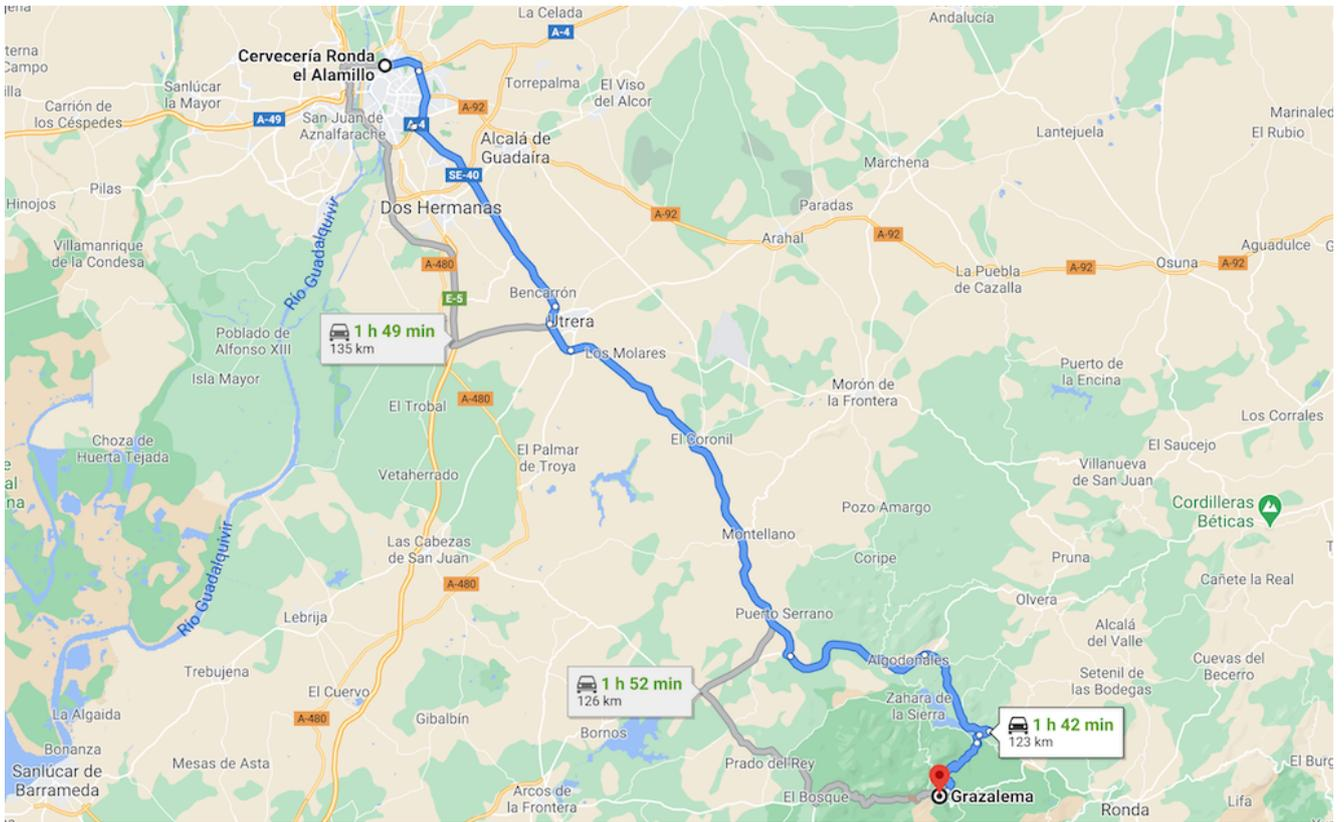 La Celada
Andalucía
A-4
Cervecería Ronda
el Alamillo
Campo
Torrepalma
El Viso
del Alcor
Sanlúcar
la Mayor
Carrión de
los Céspedes
A-92
A-49
San Juan de
Aznalfarache
A-4
Marinaled
El Rubio
Lantejuela
Alcalá de
Guadaíra
Marchena
SE-40
Pilas
Hinojos
Dos Hermanas
Paradas
A-92
Villamanrique
de la Condesa
Río Guadalquivir
Arahal
A-92
Aguadulce
A-480
La Puebla
de Cazalla
A-92
Osuna
A-92
Bencarrón
E-5
Utrera
1 h 49 min
135 km
Poblado de
Alfonso XIII
Los Molares
Isla Mayor
Puerto de
la Encina
Morón de
la Frontera
El Trobal
A-480
Los Corrales
Choza de
Huerta Tejada
El Coronil
El Saucejo
El Palmar
de Troya
Vetaherrado
Villanueva
de San Juan
Pozo Amargo
Cordilleras
Béticas
Río Guadalquivir
Montellano
Las Cabezas
de San Juan
Coripe
Pruna
Cañete la Real
A-480
Olvera
Lebrija
Puerto Serrano
Alcalá
del Valle
Trebujena
Algodonales
Cuevas del
Becerro
Setenil de
las Bodegas
1 h 52 min
126 km
El Cuervo
Zahara de
la Sierra
La Algaida
A-480
Gibalbín
Bornos
1 h 42 min
123 km
Bonanza
Mesas de Asta
Prado del Rey
El Burg
Sanlúcar de
Barrameda
Arcos de
la Frontera
El Bosque
Grazalema
Ronda
Lifa